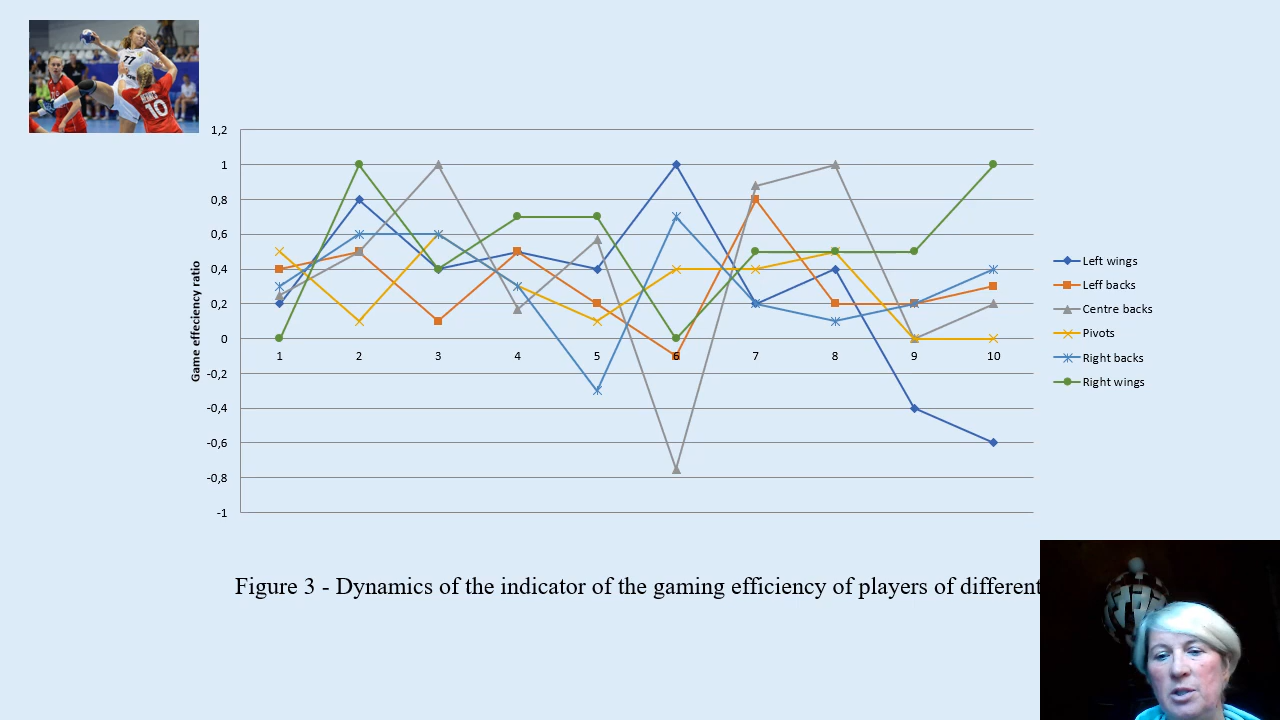 77
10
1,2
1
0,8
0,6
0,4
0,2
0
-0,2
-0,4
-0,6
-0,8
-1
Game effeciency ratio
1 2 3 4 5 6 7 8 9 10
Left wings
Leff backs
Centre backs
Pivots
Right backs
Right wings
Figure 3 - Dynamics of the indicator of the gaming efficiency of players of different